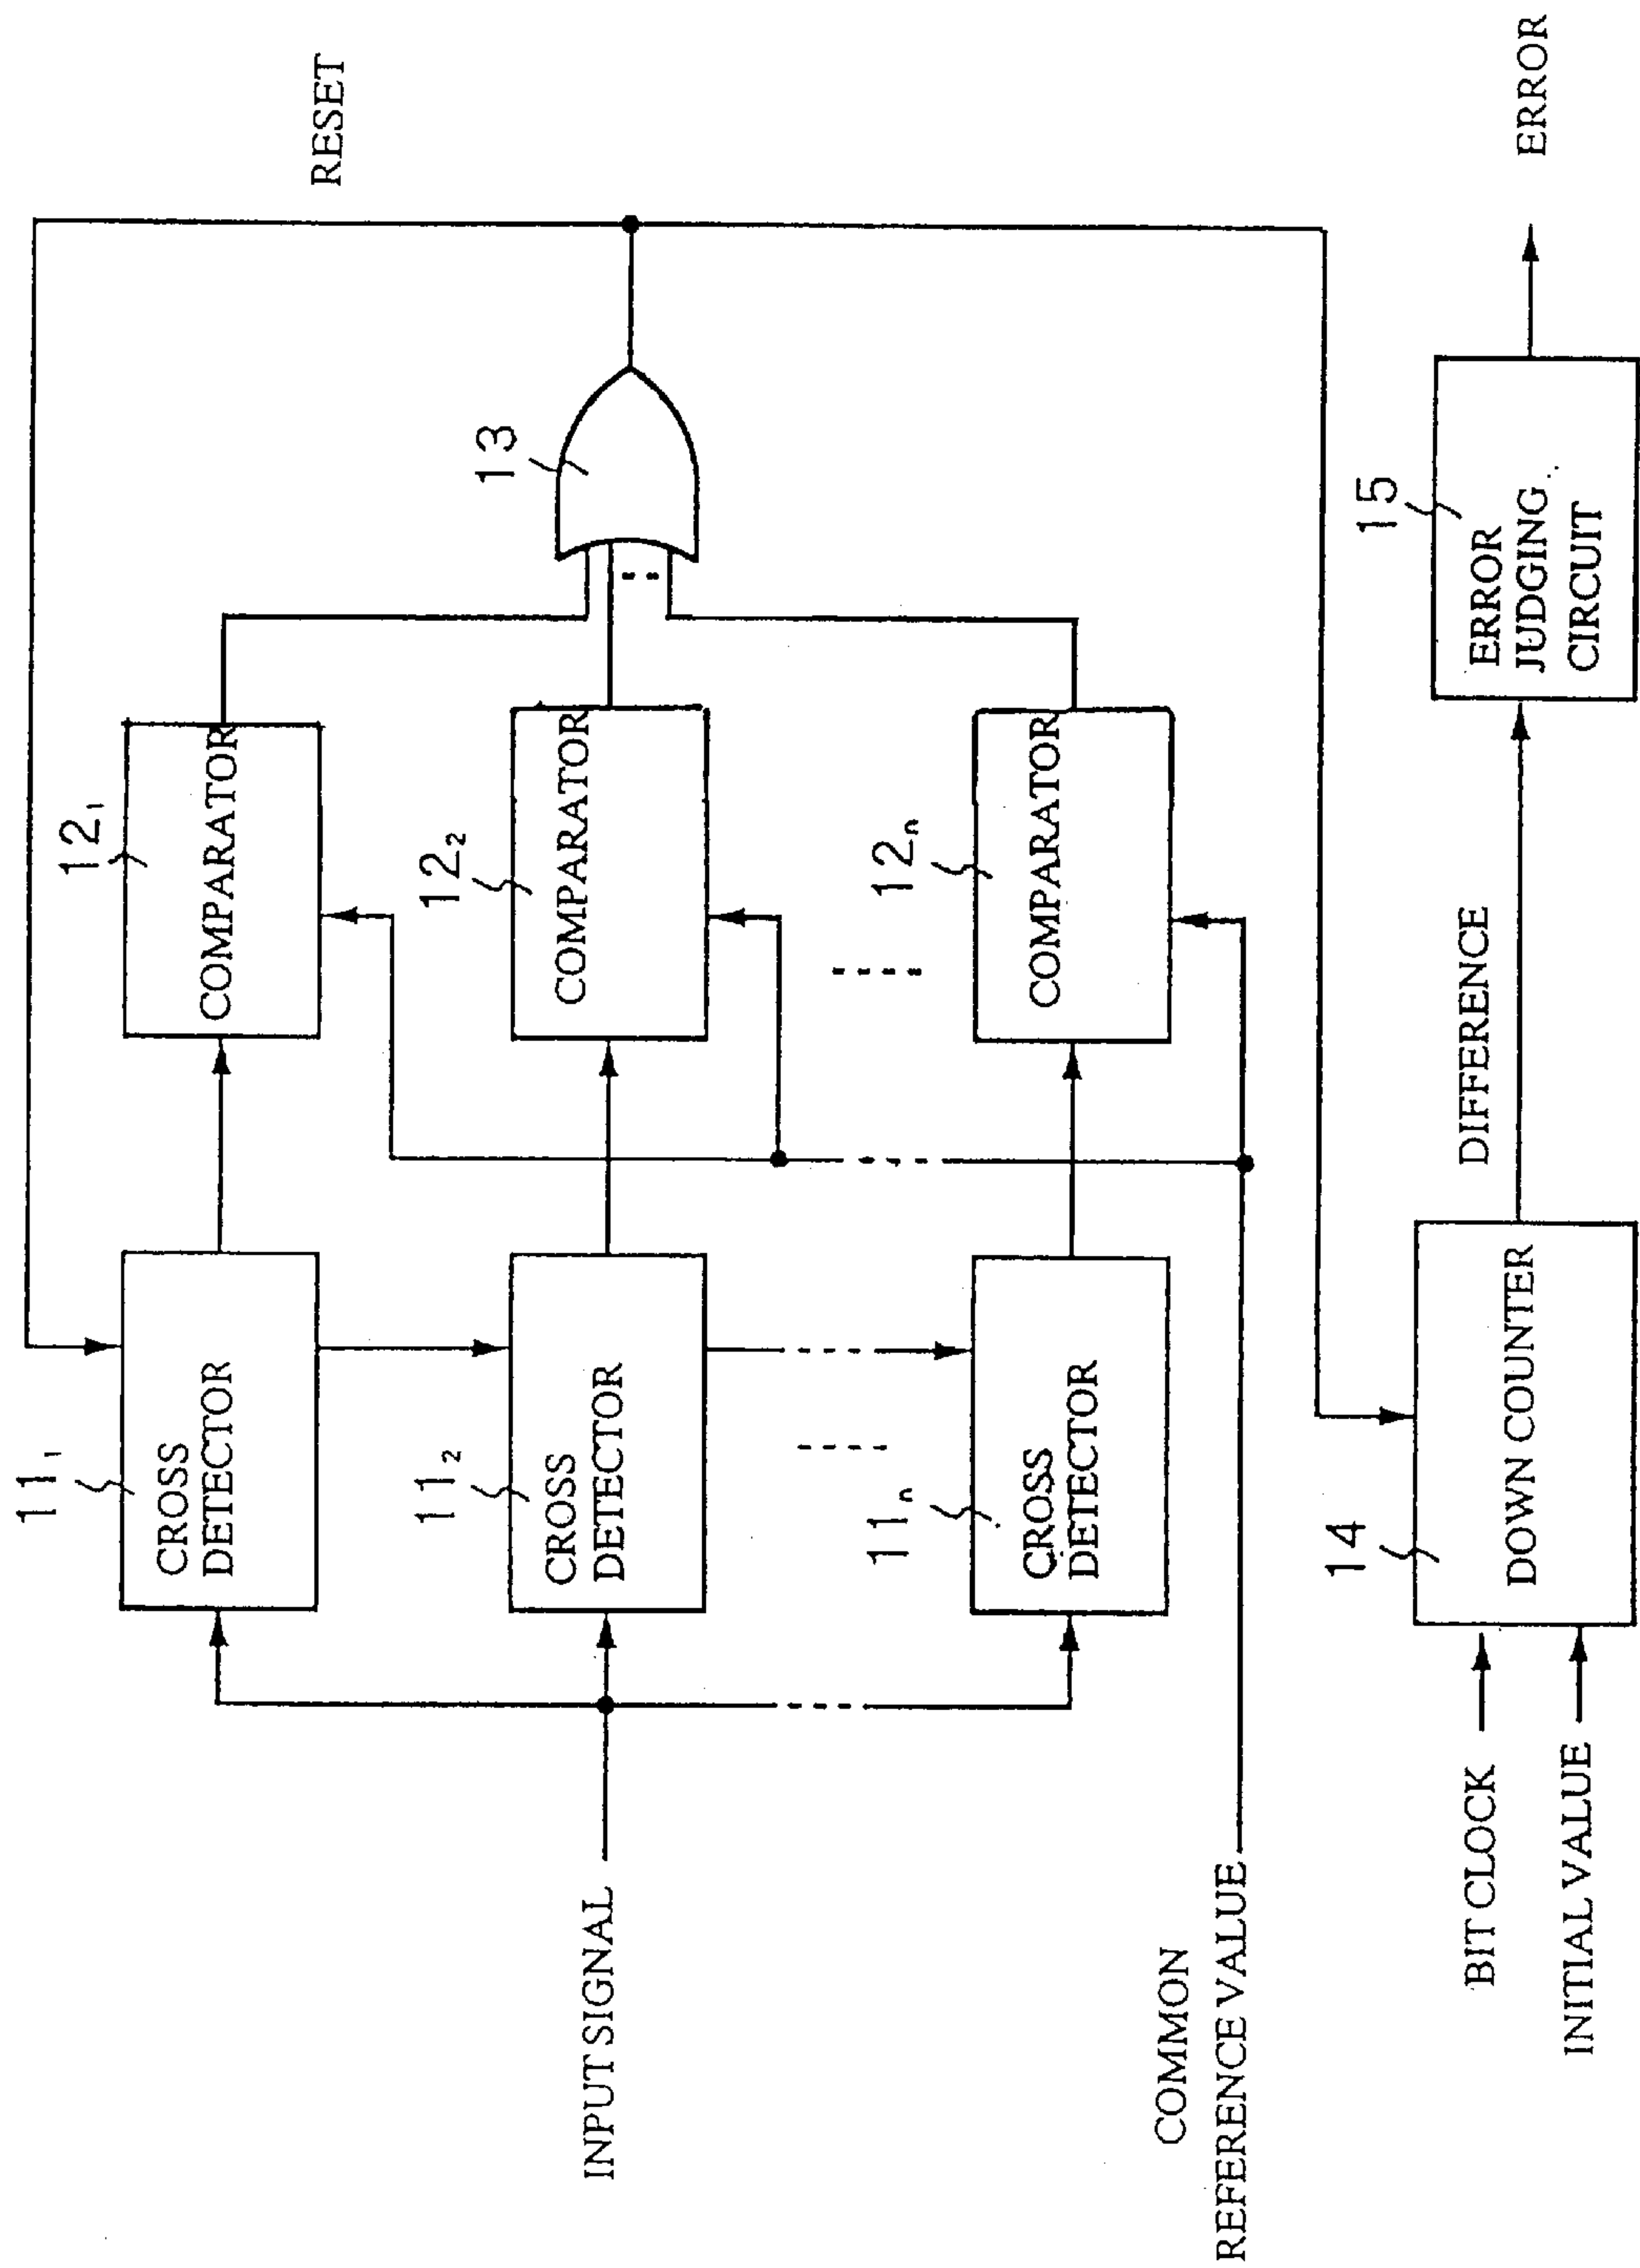 RESET
11₁
CROSS
DETECTOR
12₁
COMPARATOR
13
INPUT SIGNAL
11₂
CROSS
DETECTOR
12₂
COMPARATOR
11ₙ
CROSS
DETECTOR
12ₙ
COMPARATOR
COMMON
REFERENCE VALUE
BIT CLOCK
INITIAL VALUE
14
DOWN COUNTER
DIFFERENCE
15
ERROR
JUDGING
CIRCUIT
ERROR